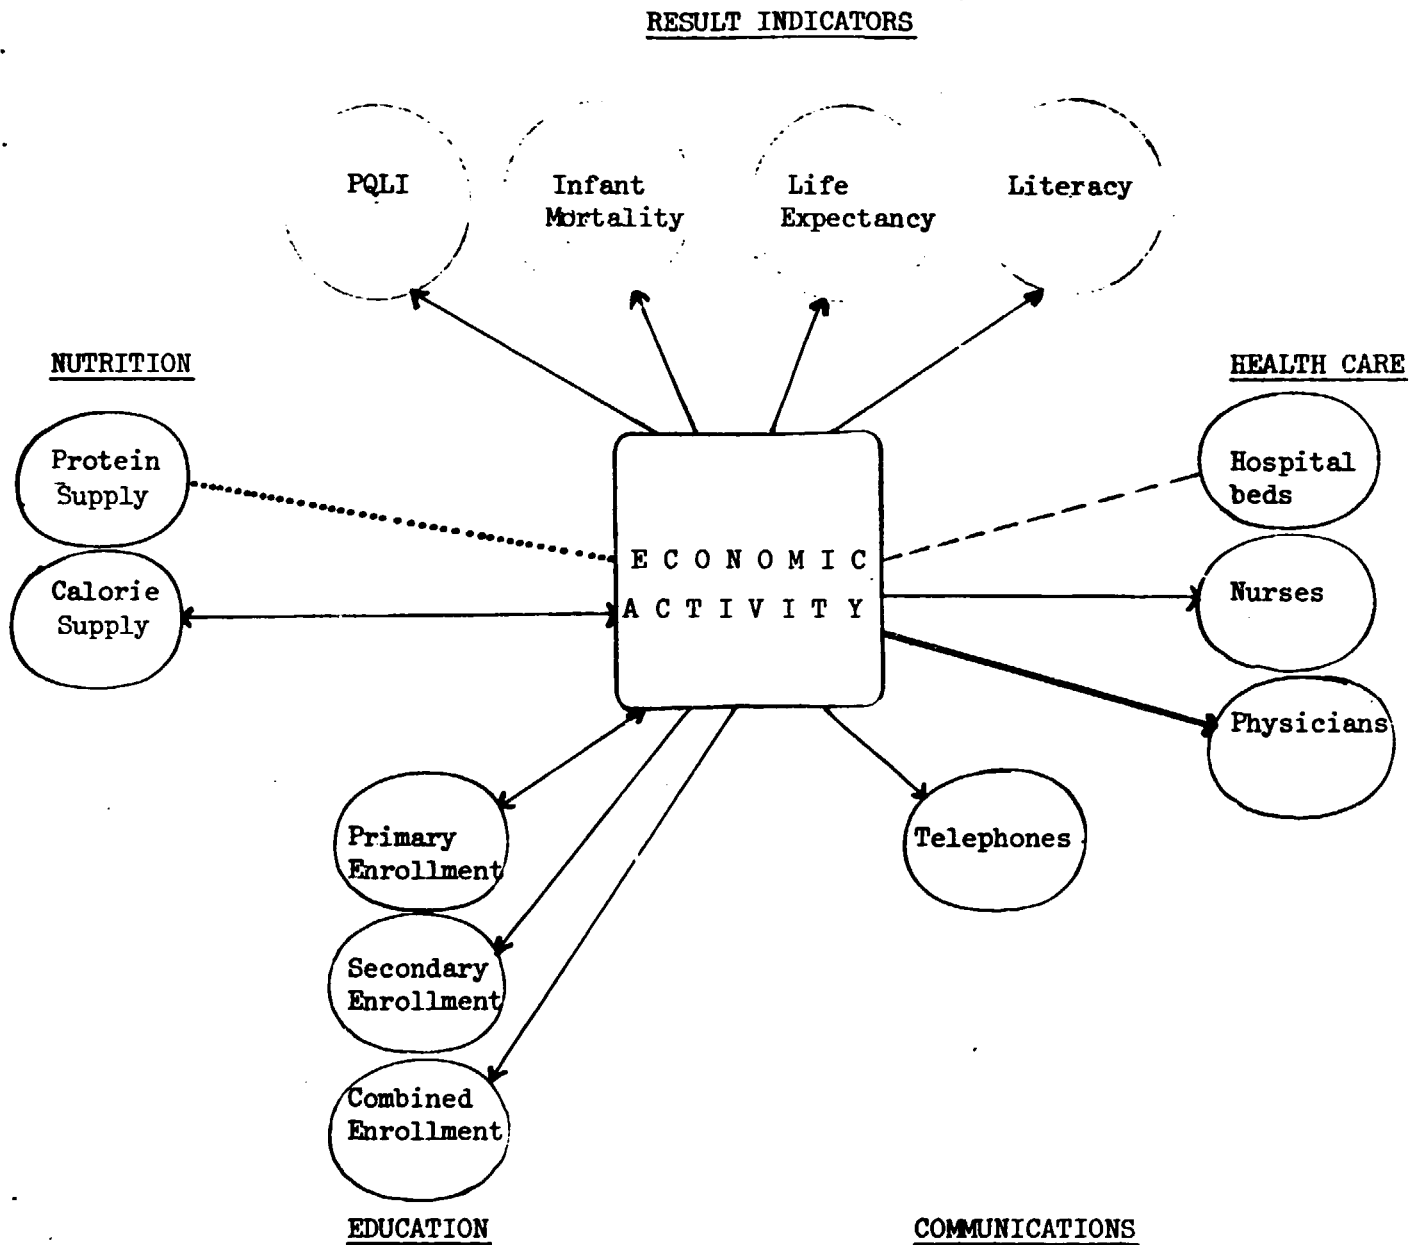 RESULT INDICATORS
PQLI
Infant
Mortality
Life
Expectancy
Literacy
NUTRITION
HEALTH CARE
Protein
Supply
Calorie
Supply
Hospital
beds
Nurses
Physicians
E C O N O M I C
A C T I V I T Y
Primary
Enrollment
Secondary
Enrollment
Combined
Enrollment
Telephones
EDUCATION
COMMUNICATIONS